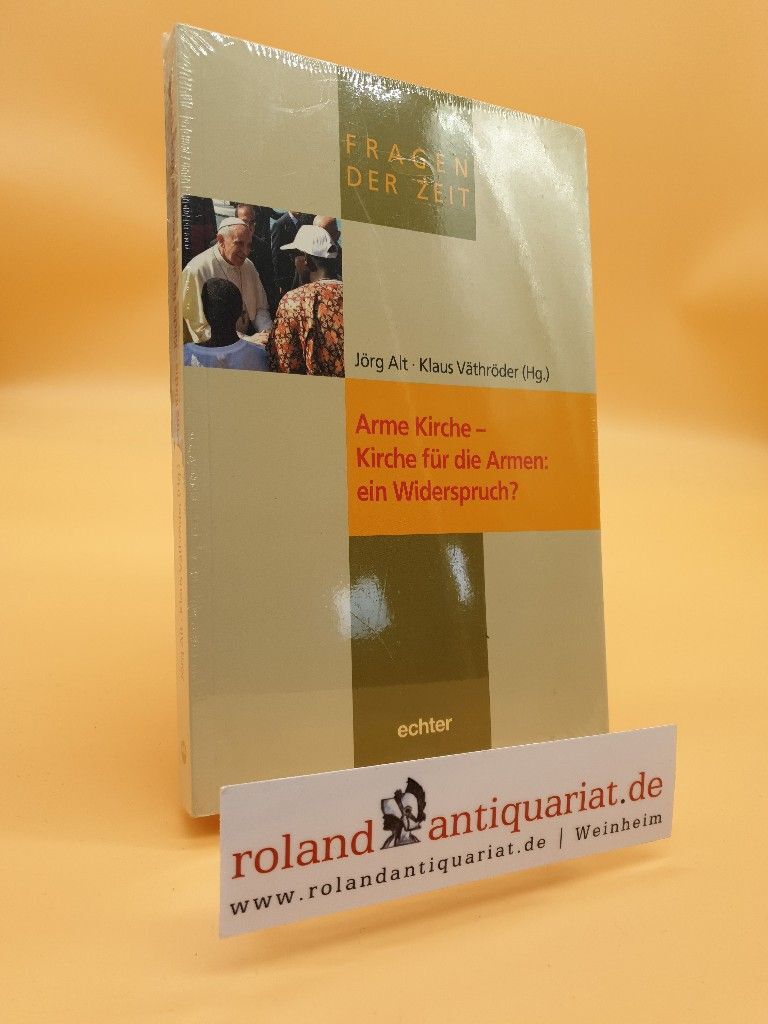 FRAGEN
DER ZEIT
Jörg Alt · Klaus Väthröder (Hg.)
Arme Kirche –
Kirche für die Armen:
ein Widerspruch?
echter
roland antiquariat.de
www.rolandantiquariat.de | Weinheim